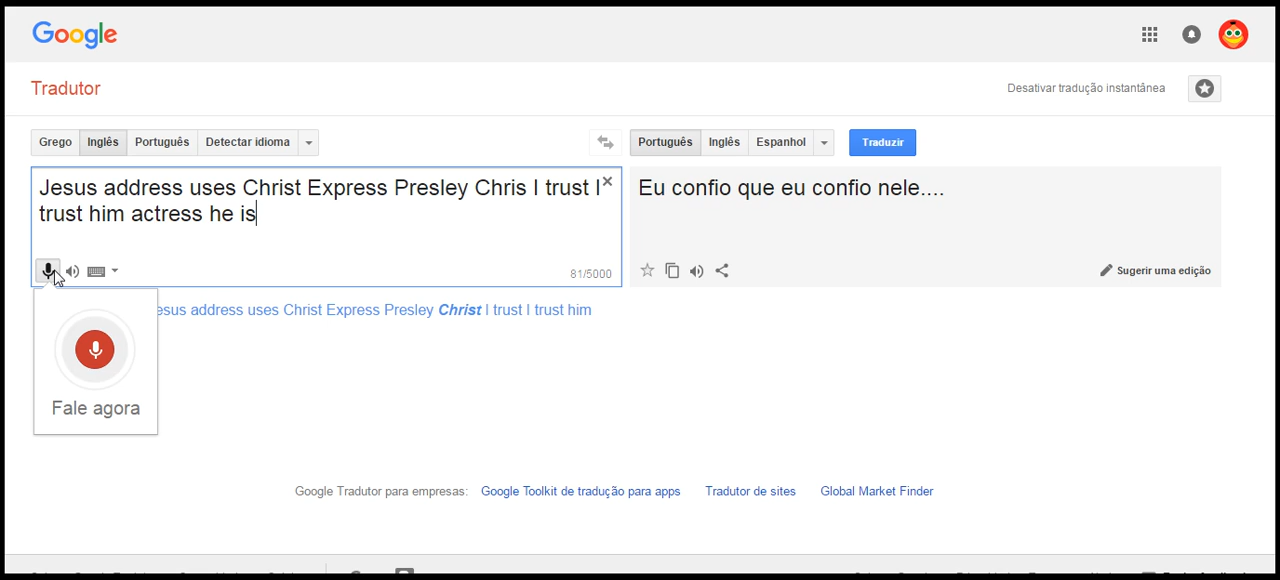 Google
Tradutor
Desativar tradução instantânea
Grego Inglês Português Detectar idioma
Português Inglês Espanhol Traduzir
Jesus address uses Christ Express Presley Chris I trust I
trust him actress he is
81/5000
Eu confio que eu confio nele....
Sugerir uma edição
esus address uses Christ Express Presley Christ I trust I trust him
Fale agora
Google Tradutor para empresas: Google Toolkit de tradução para apps Tradutor de sites Global Market Finder